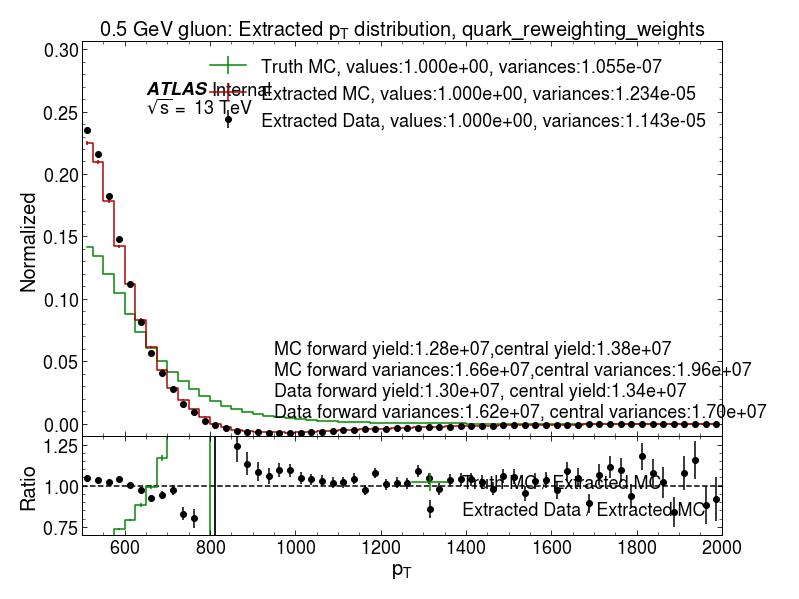 0.5 GeV gluon: Extracted pT distribution, quark_reweighting_weights
0.30
Truth MC, values:1.000e+00, variances:1.055e-07
ATLAS Internal
Extracted MC, values:1.000e+00, variances:1.234e-05
√s = 13 TeV
Extracted Data, values:1.000e+00, variances:1.143e-05
0.25
0.20
Normalized
0.15
0.10
MC forward yield:1.28e+07,central yield:1.38e+07
MC forward variances:1.66e+07,central variances:1.96e+07
0.05
Data forward yield:1.30e+07, central yield:1.34e+07
Data forward variances:1.62e+07, central variances:1.70e+07
0.00
1.25
Ratio
1.00
Truth MC / Extracted MC
Extracted Data / Extracted MC
0.75
600 800 1000 1200 1400 1600 1800 2000
pT